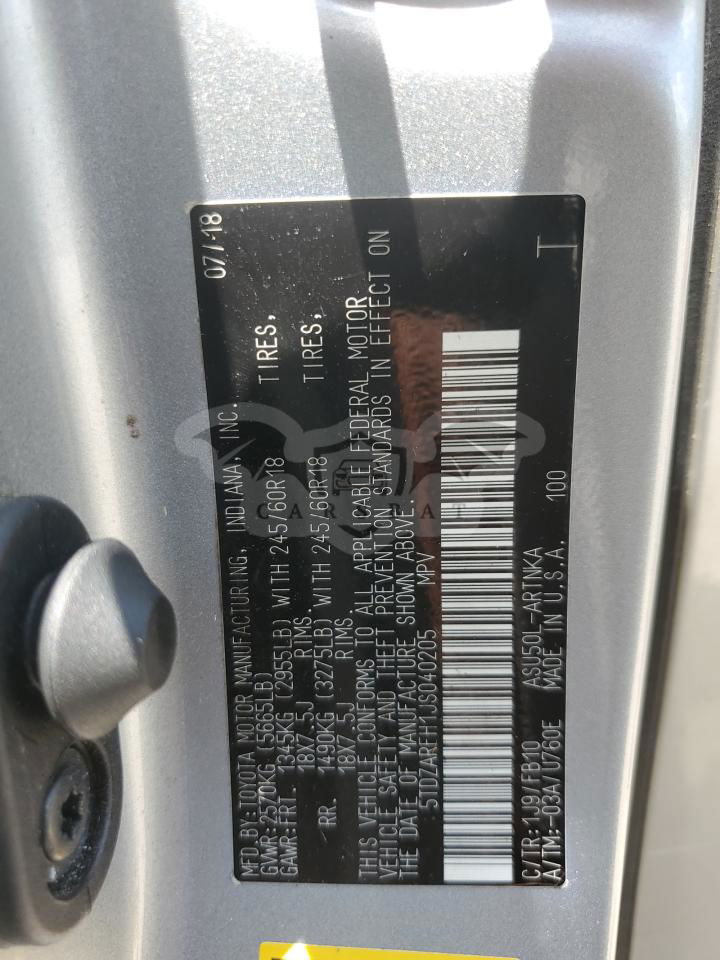 MFD.BY:TOYOTA MOTOR MANUFACTURING, INDIANA, INC. 07/18
GVWR:2570KG (5665LB)
GAWR:FRT. 1345KG (2955LB) WITH 245/60R18 TIRES,
18X7.5J RIMS.
RR. 1490KG (3275LB) WITH 245/60R18 TIRES,
18X7.5J RIMS.
THIS VEHICLE CONFORMS TO ALL APPLICABLE FEDERAL MOTOR
VEHICLE SAFETY AND THEFT PREVENTION STANDARDS IN EFFECT ON
THE DATE OF MANUFACTURE SHOWN ABOVE.
5TDZARFH1JS040205 MPV
C/TR:1J9/FB10 ASU50L-ARTNKA 100
A/TM:-03A/U760E MADE IN U.S.A.